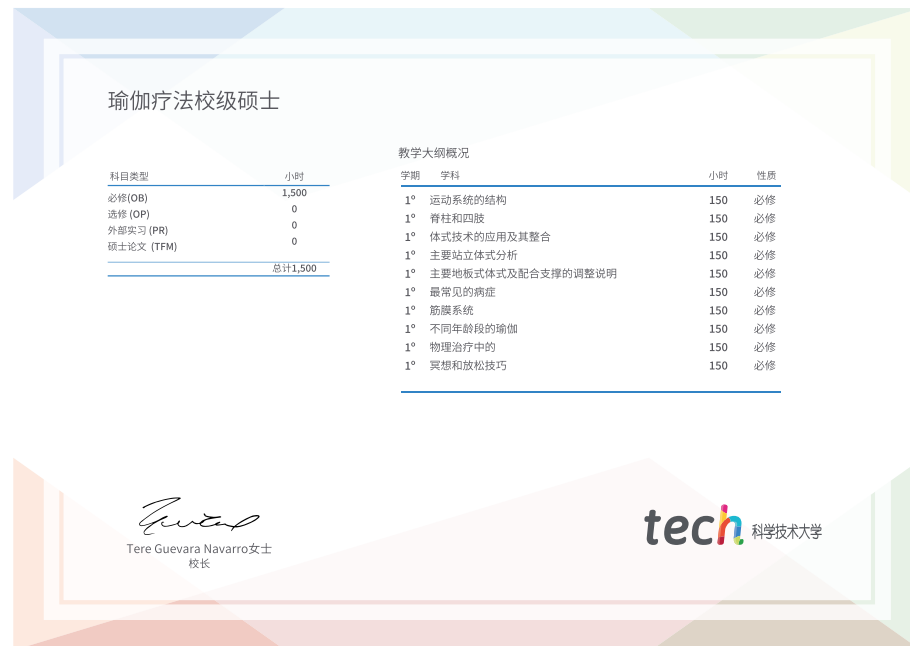 瑜伽疗法校级硕士
科目类型 小时
必修(OB) 1,500
选修 (OP) 0
外部实习 (PR) 0
硕士论文 (TFM) 0
总计1,500
教学大纲概况
学期 学科 小时 性质
1º 运动系统的结构 150 必修
1º 脊柱和四肢 150 必修
1º 体式技术的应用及其整合 150 必修
1º 主要站立体式分析 150 必修
1º 主要地板式体式及配合支撑的调整说明 150 必修
1º 最常见的病症 150 必修
1º 筋膜系统 150 必修
1º 不同年龄段的瑜伽 150 必修
1º 物理治疗中的 150 必修
1º 冥想和放松技巧 150 必修
Tere Guevara Navarro女士
校长
tech 科学技术大学